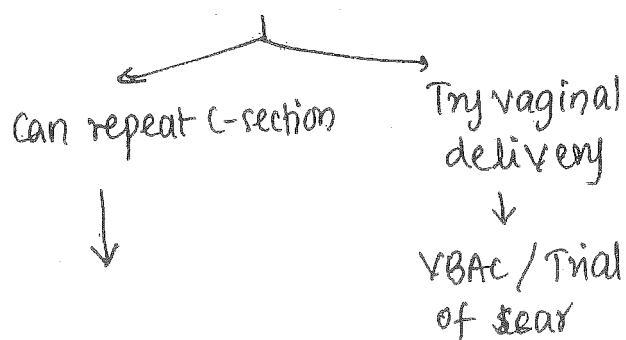 Can repeat C-section
Try vaginal
delivery
VBAC / Trial
of scar